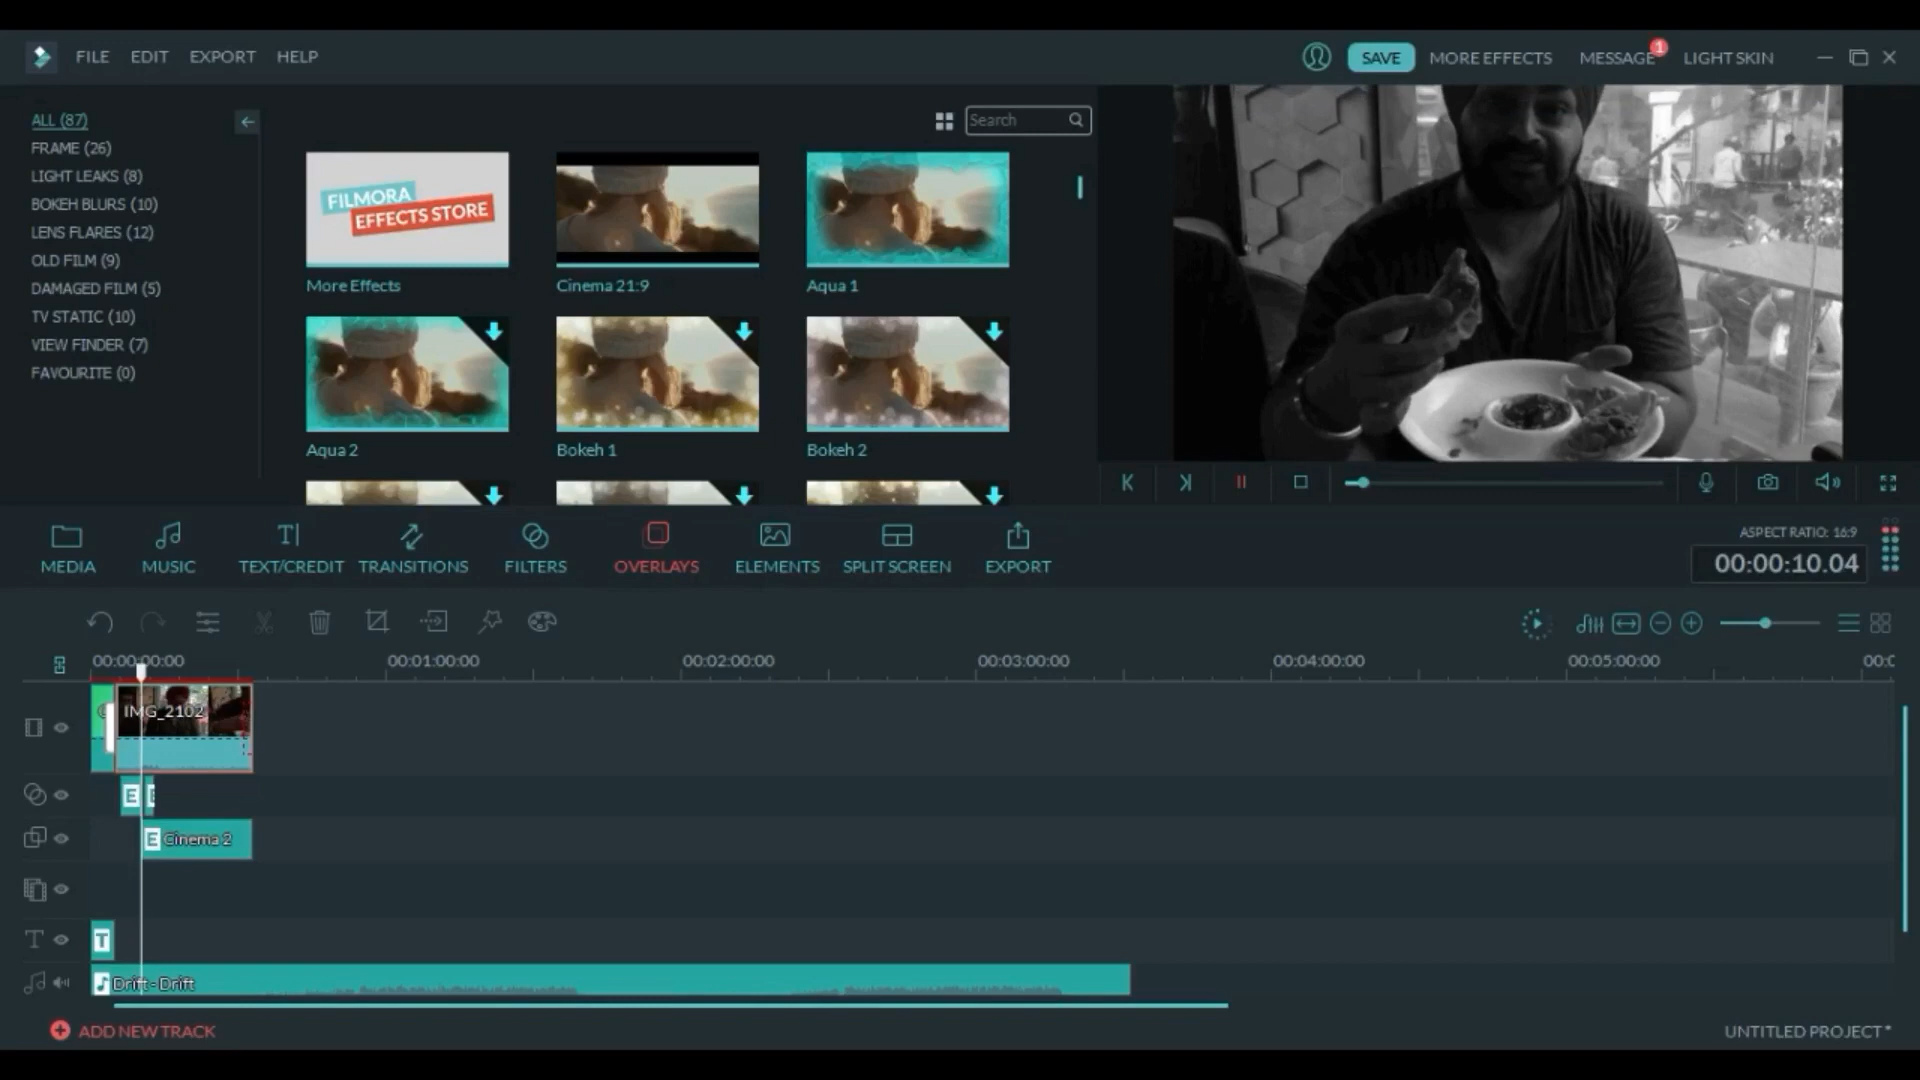 FILE EDIT EXPORT HELP
SAVE MORE EFFECTS MESSAGE 1 LIGHT SKIN
ALL (87)
FRAME (26)
LIGHT LEAKS (8)
BOKEH BLURS (10)
LENS FLARES (12)
OLD FILM (9)
DAMAGED FILM (5)
TV STATIC (10)
VIEW FINDER (7)
FAVOURITE (0)
Search
FILMORA
EFFECTS STORE
More Effects Cinema 21:9 Aqua 1
Aqua 2 Bokeh 1 Bokeh 2
MEDIA MUSIC TEXT/CREDIT TRANSITIONS FILTERS OVERLAYS ELEMENTS SPLIT SCREEN EXPORT
ASPECT RATIO: 16:9
00:00:10.04
00:00:00:00 00:01:00:00 00:02:00:00 00:03:00:00 00:04:00:00 00:05:00:00
IMG_2102
E
E Cinema 2
T
Drift - Drift
ADD NEW TRACK
UNTITLED PROJECT*